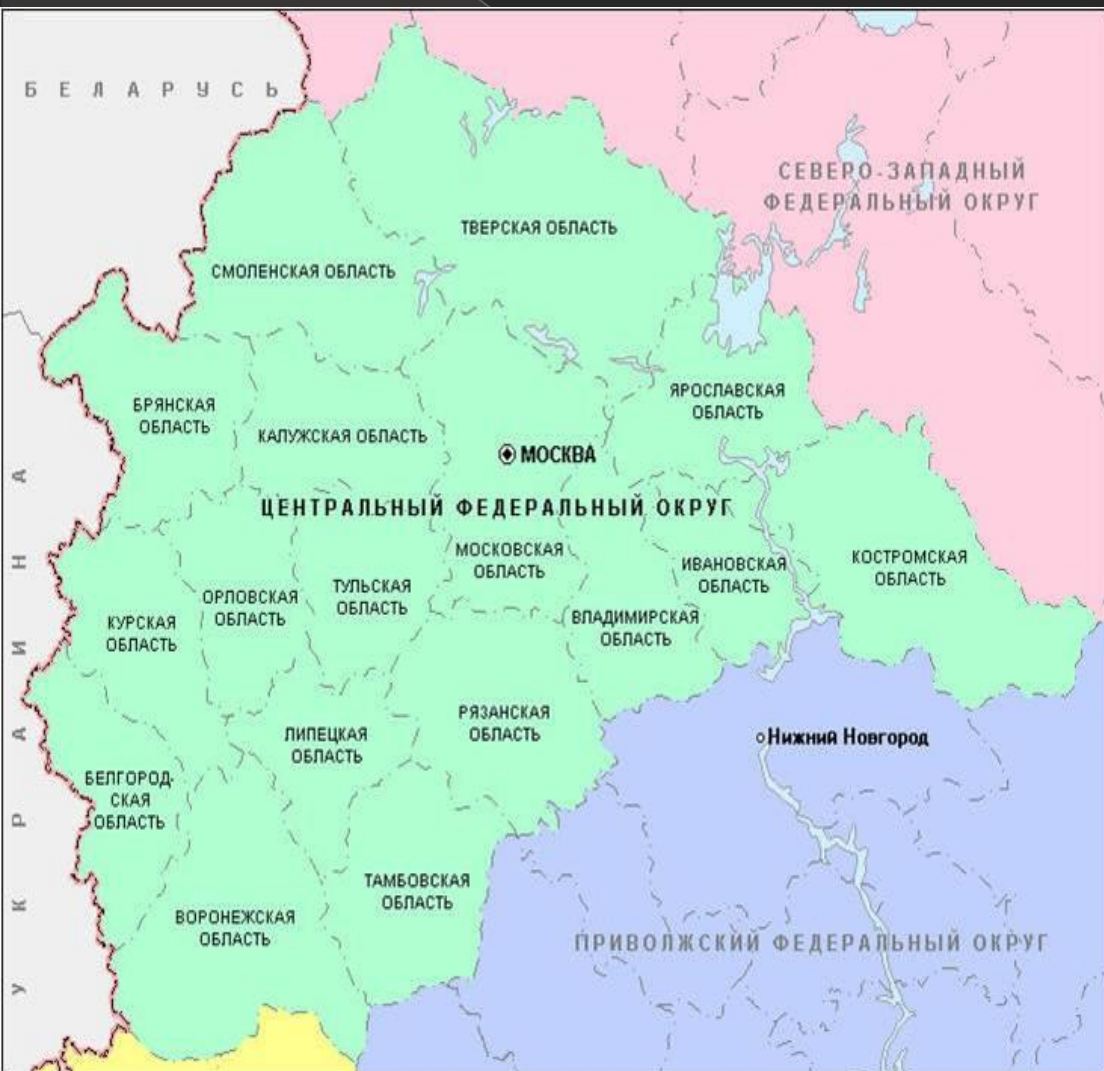 БЕЛАРУСЬ
СЕВЕРО-ЗАПАДНЫЙ
ФЕДЕРАЛЬНЫЙ ОКРУГ
ТВЕРСКАЯ ОБЛАСТЬ
СМОЛЕНСКАЯ ОБЛАСТЬ
ЯРОСЛАВСКАЯ
ОБЛАСТЬ
БРЯНСКАЯ
ОБЛАСТЬ
КАЛУЖСКАЯ ОБЛАСТЬ
МОСКВА
ЦЕНТРАЛЬНЫЙ ФЕДЕРАЛЬНЫЙ ОКРУГ
МОСКОВСКАЯ
ОБЛАСТЬ
ИВАНОВСКАЯ
ОБЛАСТЬ
КОСТРОМСКАЯ
ОБЛАСТЬ
ТУЛЬСКАЯ
ОБЛАСТЬ
ОРЛОВСКАЯ
ОБЛАСТЬ
КУРСКАЯ
ОБЛАСТЬ
ВЛАДИМИРСКАЯ
ОБЛАСТЬ
УКРАИНА
РЯЗАНСКАЯ
ОБЛАСТЬ
ЛИПЕЦКАЯ
ОБЛАСТЬ
Нижний Новгород
БЕЛГОРОД-
СКАЯ
ОБЛАСТЬ
ТАМБОВСКАЯ
ОБЛАСТЬ
ВОРОНЕЖСКАЯ
ОБЛАСТЬ
ПРИВОЛЖСКИЙ ФЕДЕРАЛЬНЫЙ ОКРУГ